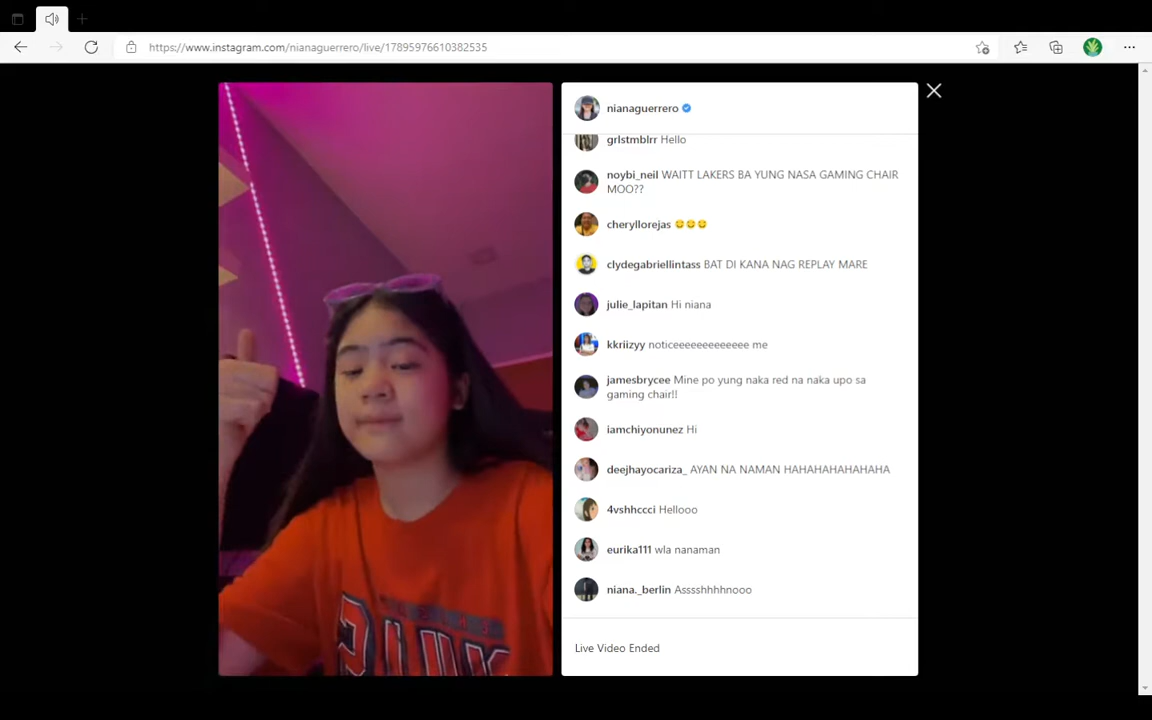 https://www.instagram.com/nianaguerrero/live/17895976610382535
nianaguerrero
grlstmblrr Hello
noybi_neil WAITT LAKERS BA YUNG NASA GAMING CHAIR
MOO??
cheryllorejas 🤩🤩🤩
clydegabriellintass BAT DI KANA NAG REPLAY MARE
julie_lapitan Hi niana
kkriizyy noticeeeeeeeeeeeee me
jamesbrycee Mine po yung naka red na naka upo sa
gaming chair!!
iamchiyonunez Hi
deejhayocariza_ AYAN NA NAMAN HAHAHAHAHAHAHA
4vshhccci Hellooo
eurika111 wla nanaman
niana._berlin Asssshhhhnooo
Live Video Ended